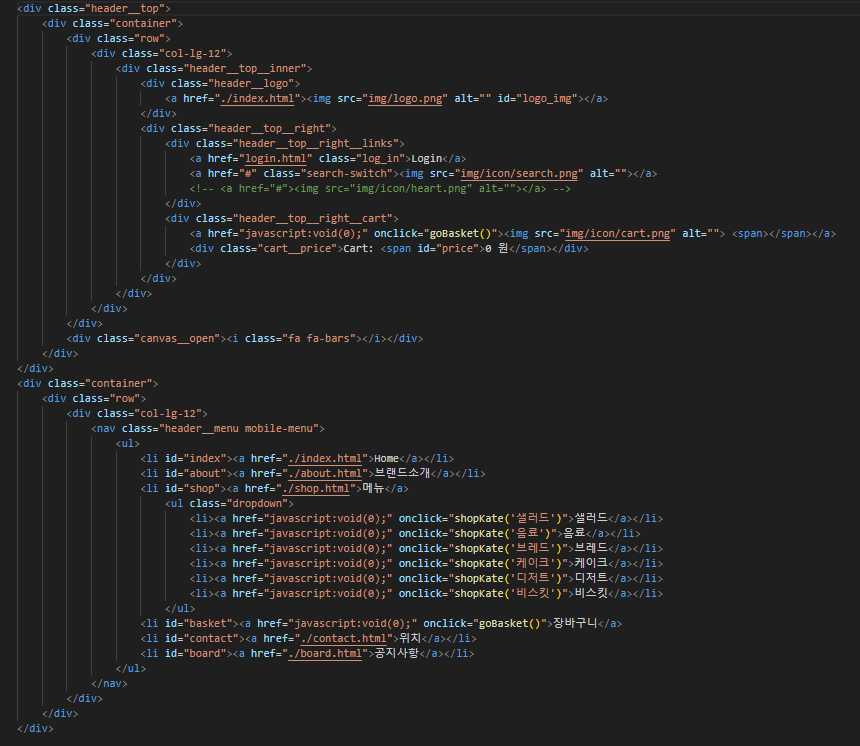 <div class="header__top">
<div class="container">
<div class="row">
<div class="col-lg-12">
<div class="header__top__inner">
<div class="header__logo">
<a href="./index.html"><img src="img/logo.png" alt="" id="logo_img"></a>
</div>
<div class="header__top__right">
<div class="header__top__right__links">
<a href="login.html" class="log_in">Login</a>
<a href="#" class="search-switch"><img src="img/icon/search.png" alt=""></a>
<!-- <a href="#"><img src="img/icon/heart.png" alt=""></a> -->
</div>
<div class="header__top__right__cart">
<a href="javascript:void(0);" onclick="goBasket()"><img src="img/icon/cart.png" alt=""> <span></span></a>
<div class="cart__price">Cart: <span id="price">0 원</span></div>
</div>
</div>
</div>
</div>
</div>
<div class="canvas__open"><i class="fa fa-bars"></i></div>
</div>
</div>
<div class="container">
<div class="row">
<div class="col-lg-12">
<nav class="header__menu mobile-menu">
<ul>
<li id="index"><a href="./index.html">Home</a></li>
<li id="about"><a href="./about.html">브랜드소개</a></li>
<li id="shop"><a href="./shop.html">메뉴</a>
<ul class="dropdown">
<li><a href="javascript:void(0);" onclick="shopKate('샐러드')">샐러드</a></li>
<li><a href="javascript:void(0);" onclick="shopKate('음료')">음료</a></li>
<li><a href="javascript:void(0);" onclick="shopKate('브레드')">브레드</a></li>
<li><a href="javascript:void(0);" onclick="shopKate('케이크')">케이크</a></li>
<li><a href="javascript:void(0);" onclick="shopKate('디저트')">디저트</a></li>
<li><a href="javascript:void(0);" onclick="shopKate('비스킷')">비스킷</a></li>
</ul>
<li id="basket"><a href="javascript:void(0);" onclick="goBasket()">장바구니</a>
<li id="contact"><a href="./contact.html">위치</a></li>
<li id="board"><a href="./board.html">공지사항</a></li>
</ul>
</nav>
</div>
</div>
</div>